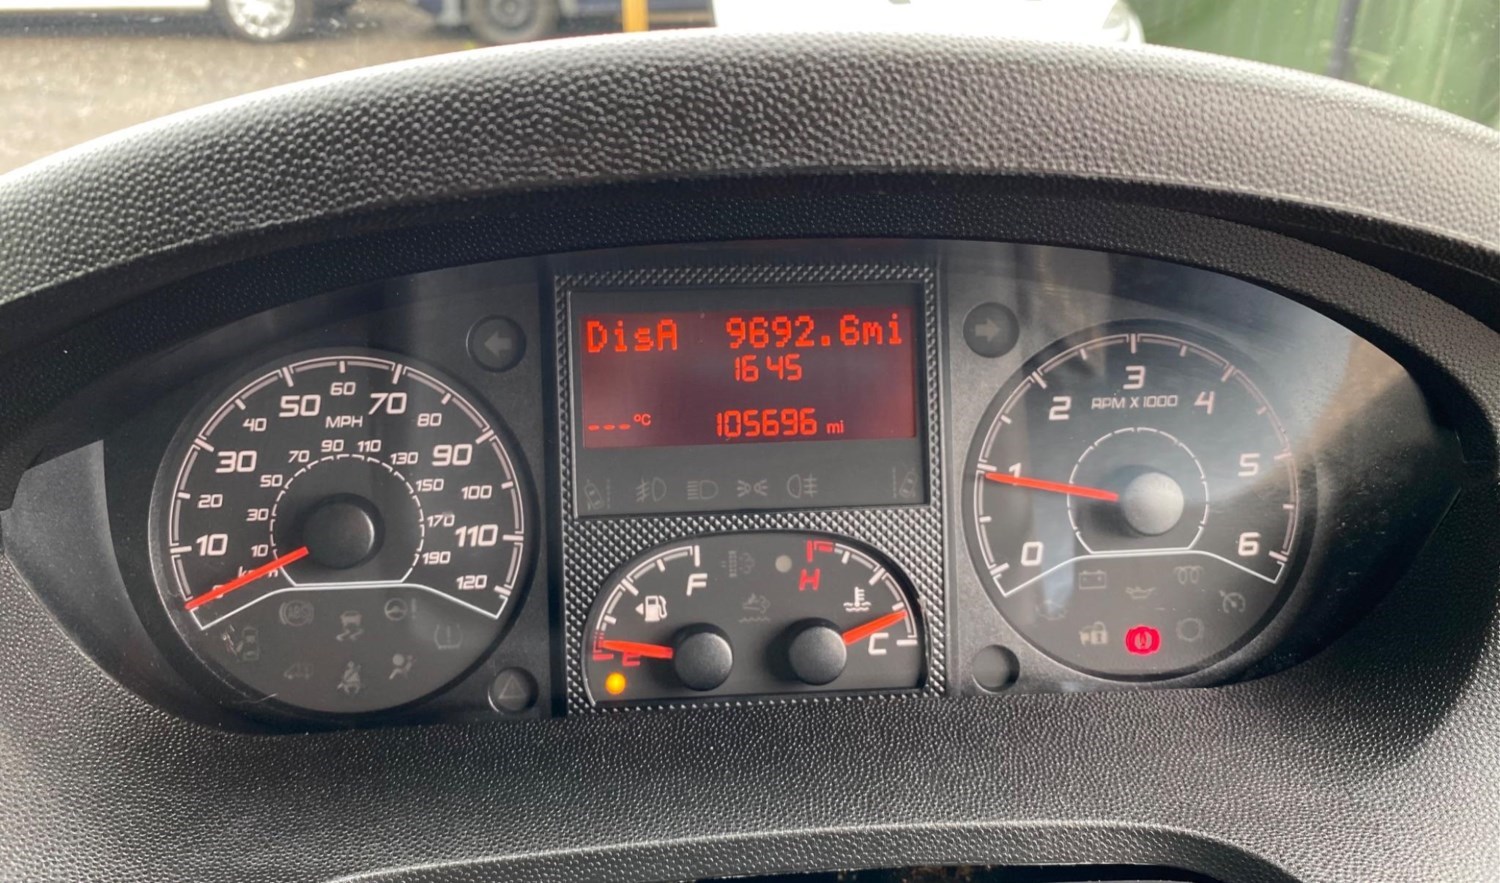 DisA 9692.6mi
16 45
---°C 105696 mi
0 10 20 30 40 50 60 70 80 90 100 110 120
MPH
10 30 50 70 90 110 130 150 170 190
km/h
F
E
H
C
0 1 2 3 4 5 6
RPM X 1000